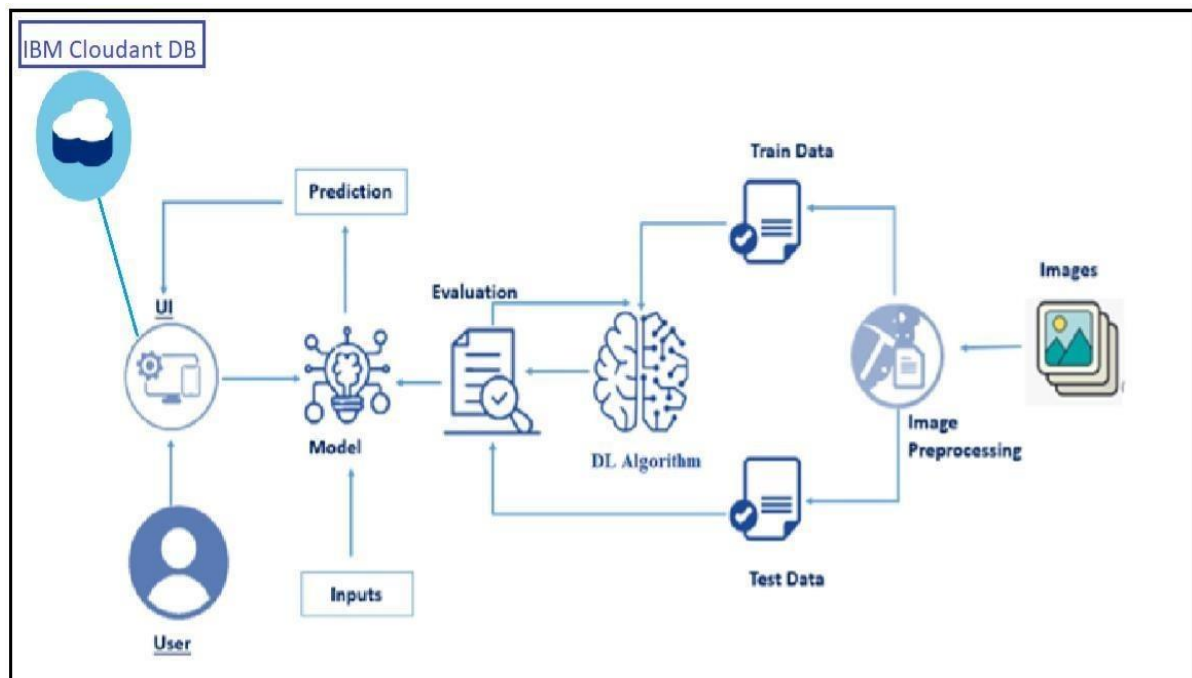 IBM Cloudant DB
Train Data
Prediction
Images
Evaluation
UI
Image
Preprocessing
Model
DL Algorithm
Test Data
Inputs
User